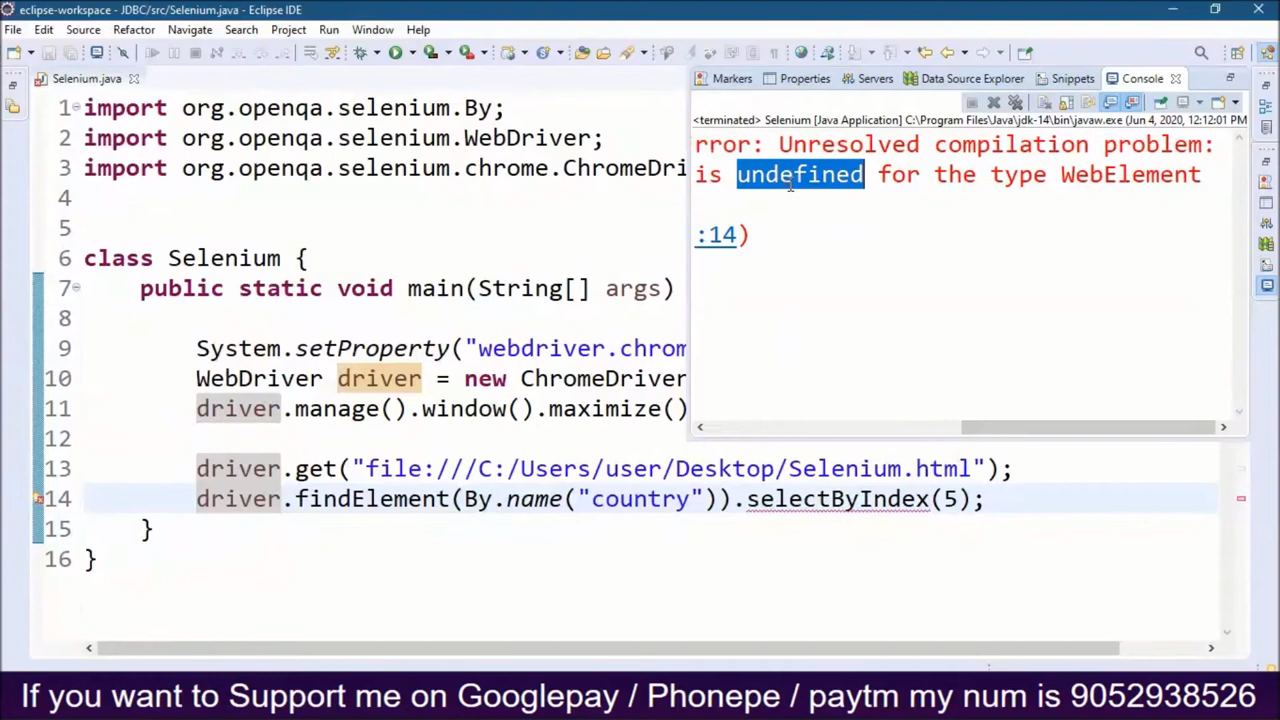 eclipse-workspace - JDBC/src/Selenium.java - Eclipse IDE
File Edit Source Refactor Navigate Search Project Run Window Help
Selenium.java
Markers Properties Servers Data Source Explorer Snippets Console
<terminated> Selenium [Java Application] C:\Program Files\Java\jdk-14\bin\javaw.exe (Jun 4, 2020, 12:12:01 PM
rror: Unresolved compilation problem:
is undefined for the type WebElement
:14)
1 import org.openqa.selenium.By;
2 import org.openqa.selenium.WebDriver;
3 import org.openqa.selenium.chrome.ChromeDri
4
5
6 class Selenium {
7 public static void main(String[] args)
8
9 System.setProperty("webdriver.chrom
10 WebDriver driver = new ChromeDriver
11 driver.manage().window().maximize()
12
13 driver.get("file:///C:/Users/user/Desktop/Selenium.html");
14 driver.findElement(By.name("country")).selectByIndex(5);
15 }
16 }
If you want to Support me on Googlepay / Phonepe / paytm my num is 9052938526